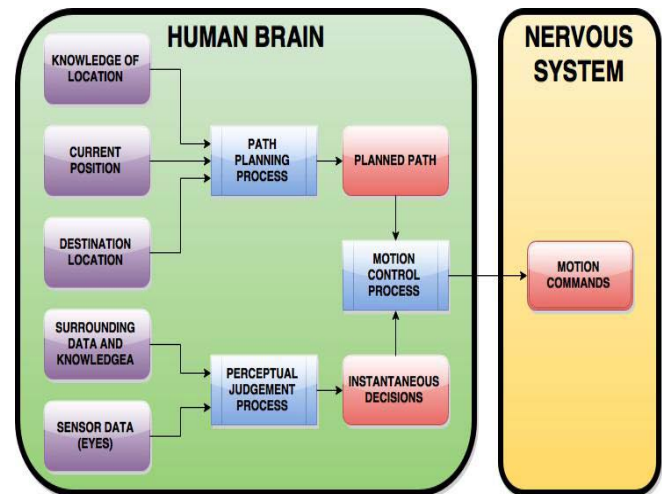 HUMAN BRAIN
NERVOUS
SYSTEM
KNOWLEDGE OF
LOCATION
CURRENT
POSITION
DESTINATION
LOCATION
SURROUNDING
DATA AND
KNOWLEDGEA
SENSOR DATA
(EYES)
PATH
PLANNING
PROCESS
PLANNED PATH
MOTION
CONTROL
PROCESS
PERCEPTUAL
JUDGEMENT
PROCESS
INSTANTANEOUS
DECISIONS
MOTION
COMMANDS